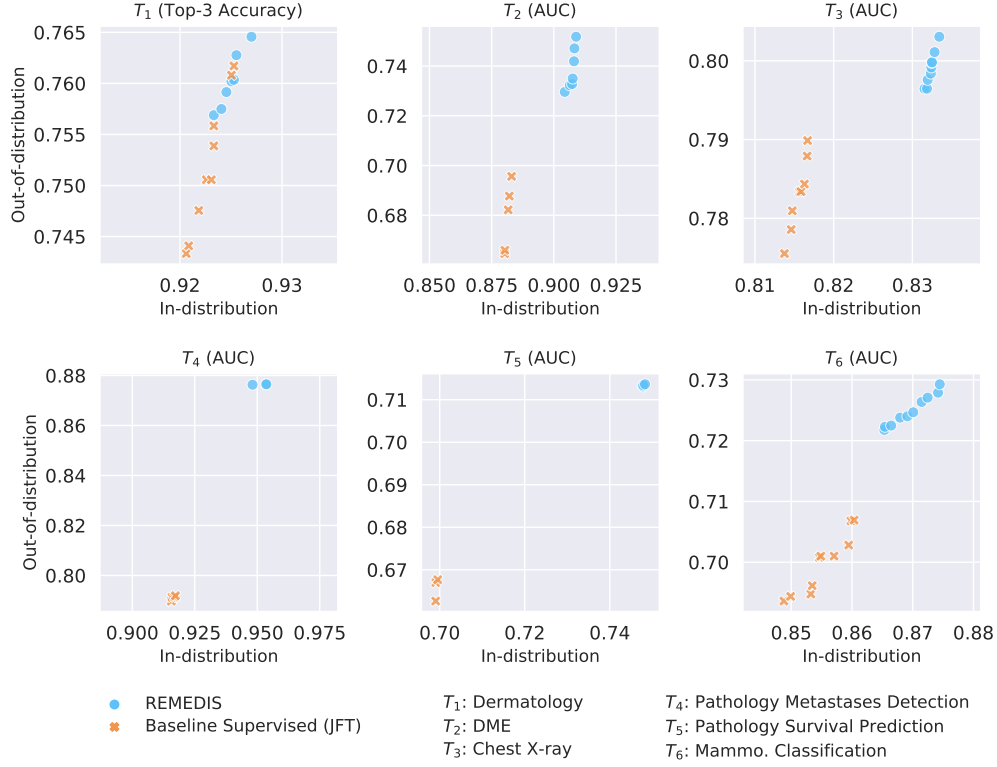 T1 (Top-3 Accuracy)
T2 (AUC)
T3 (AUC)
Out-of-distribution
0.765
0.760
0.755
0.750
0.745
0.92
0.93
In-distribution
0.74
0.72
0.70
0.68
0.850
0.875
0.900
0.925
In-distribution
0.80
0.79
0.78
0.81
0.82
0.83
In-distribution
T4 (AUC)
T5 (AUC)
T6 (AUC)
Out-of-distribution
0.88
0.86
0.84
0.82
0.80
0.900
0.925
0.950
0.975
In-distribution
0.71
0.70
0.69
0.68
0.67
0.70
0.72
0.74
In-distribution
0.73
0.72
0.71
0.70
0.85
0.86
0.87
0.88
In-distribution
REMEDIS
Baseline Supervised (JFT)
T1: Dermatology
T2: DME
T3: Chest X-ray
T4: Pathology Metastases Detection
T5: Pathology Survival Prediction
T6: Mammo. Classification